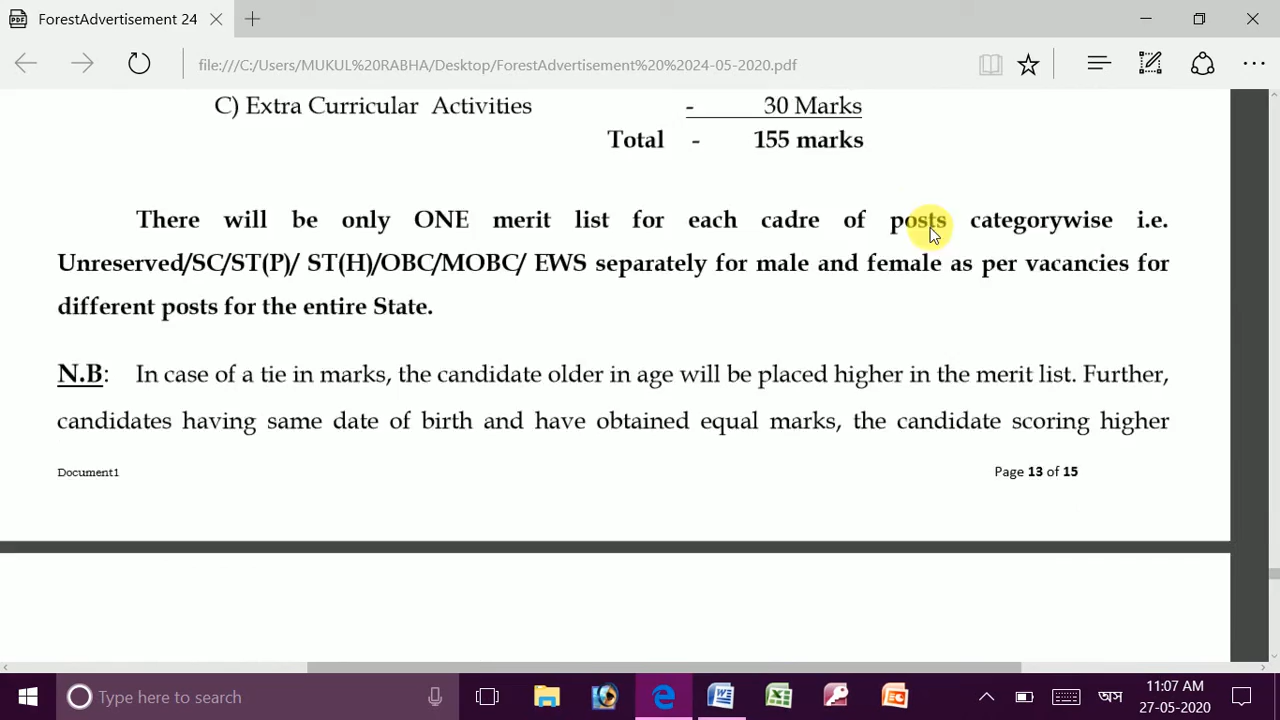 ForestAdvertisement 24
file:///C:/Users/MUKUL%20RABHA/Desktop/ForestAdvertisement%20%2024-05-2020.pdf
C) Extra Curricular Activities - 30 Marks
Total - 155 marks
There will be only ONE merit list for each cadre of posts categorywise i.e.
Unreserved/SC/ST(P)/ ST(H)/OBC/MOBC/ EWS separately for male and female as per vacancies for
different posts for the entire State.
N.B: In case of a tie in marks, the candidate older in age will be placed higher in the merit list. Further,
candidates having same date of birth and have obtained equal marks, the candidate scoring higher
Document1 Page 13 of 15
Type here to search
অস
11:07 AM
27-05-2020